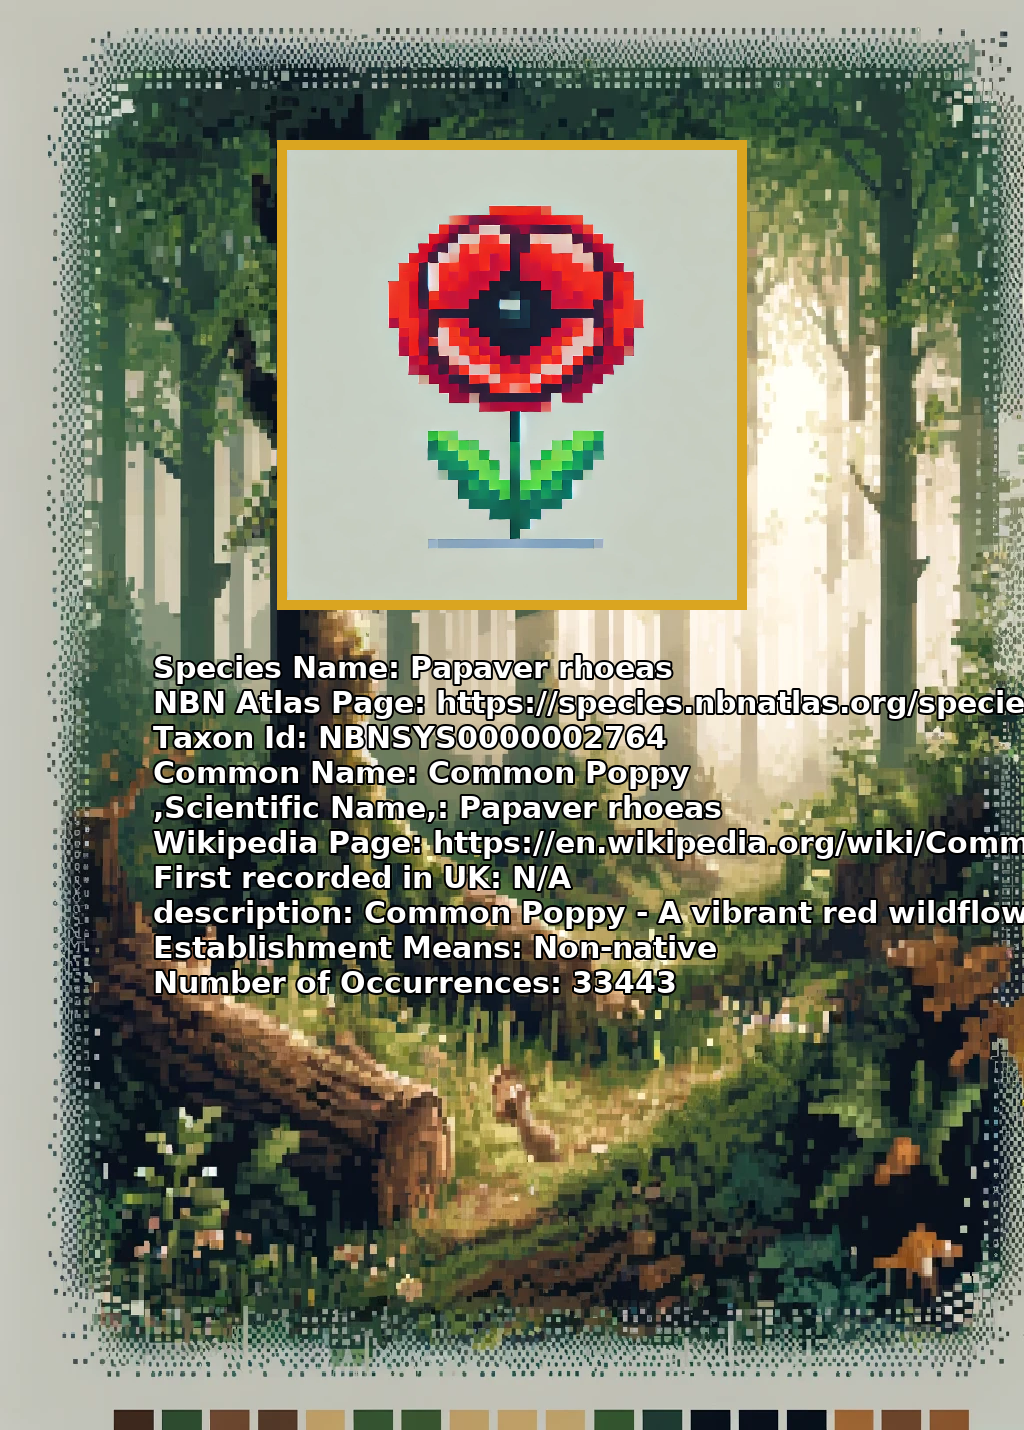 Species Name: Papaver rhoeas
NBN Atlas Page: https://species.nbnatlas.org/specie
Taxon Id: NBNSYS0000002764
Common Name: Common Poppy
,Scientific Name,: Papaver rhoeas
Wikipedia Page: https://en.wikipedia.org/wiki/Comm
First recorded in UK: N/A
description: Common Poppy - A vibrant red wildflow
Establishment Means: Non-native
Number of Occurrences: 33443